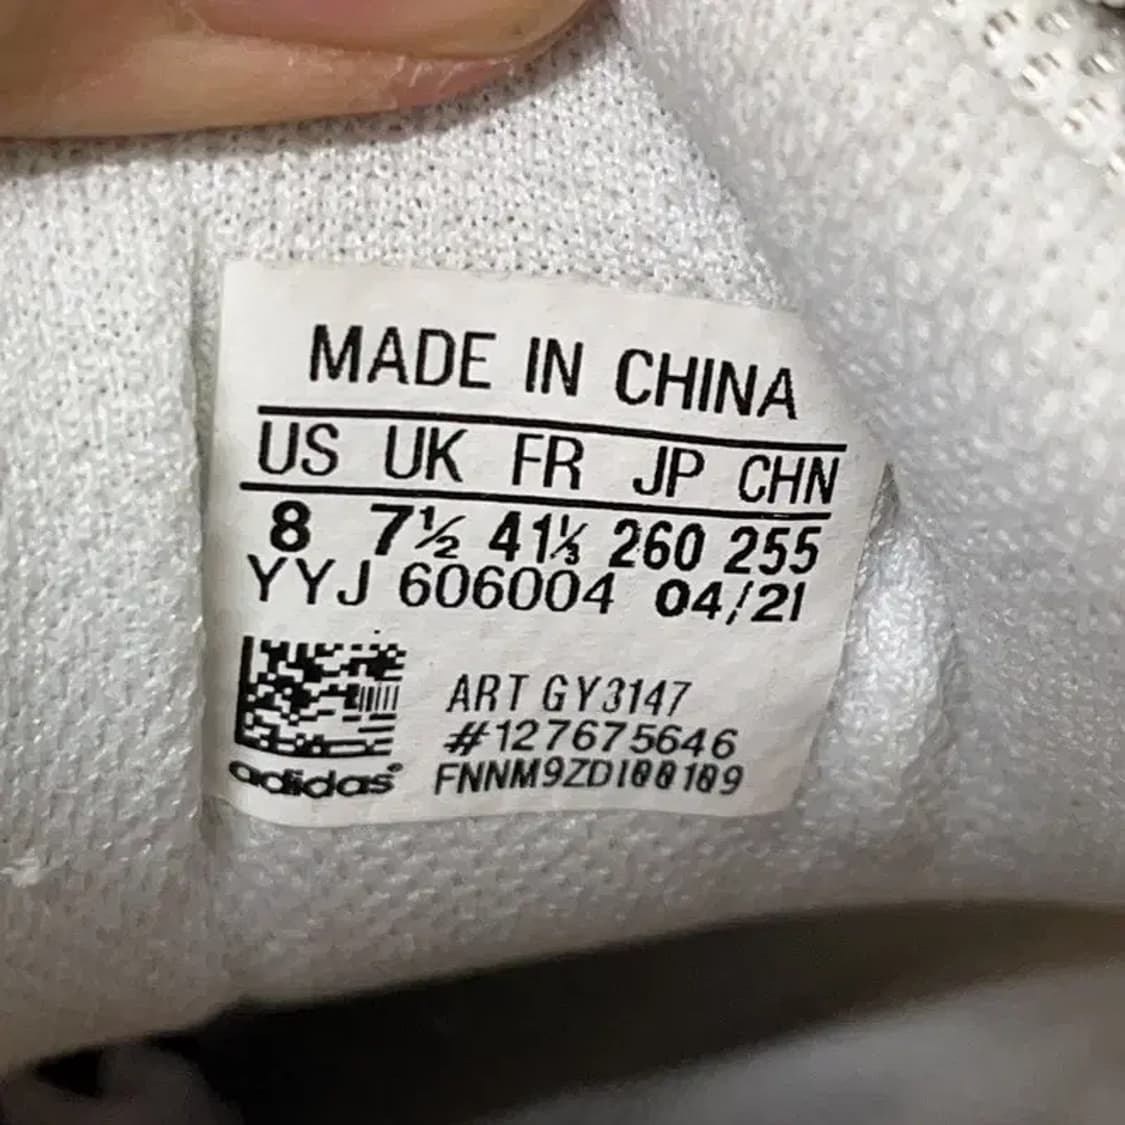 MADE IN CHINA
US UK FR JP CHN
8 7½ 41⅓ 260 255
YYJ 606004 04/21
ART GY3147
#127675646
adidas® FNNM9ZDI00109